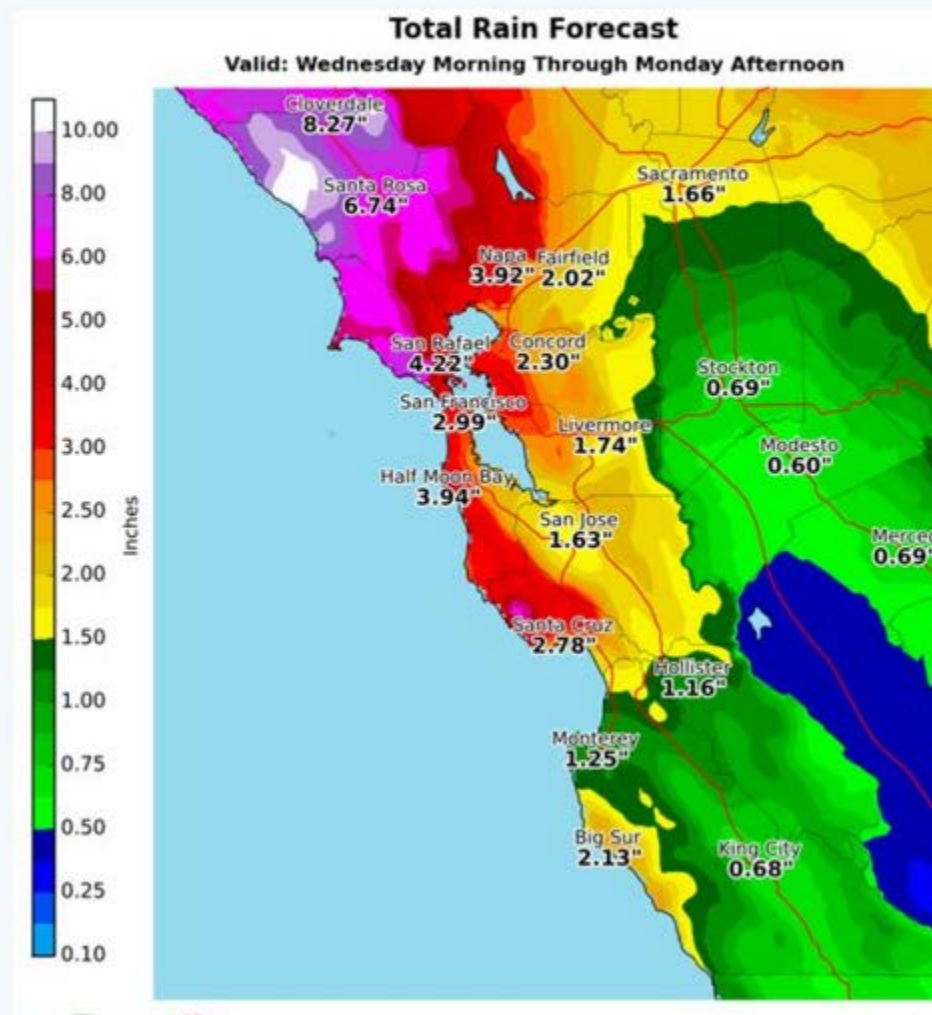 Total Rain Forecast
Valid: Wednesday Morning Through Monday Afternoon
10.00
8.00
6.00
5.00
4.00
3.00
2.50
2.00
1.50
1.00
0.75
0.50
0.25
0.10
Inches
Cloverdale
8.27"
Santa Rosa
6.74"
Sacramento
1.66"
Napa
3.92"
Fairfield
2.02"
San Rafael
4.22"
Concord
2.30"
Stockton
0.69"
San Francisco
2.99"
Livermore
1.74"
Modesto
0.60"
Half Moon Bay
3.94"
San Jose
1.63"
Merced
0.69"
Santa Cruz
2.78"
Hollister
1.16"
Monterey
1.25"
Big Sur
2.13"
King City
0.68"